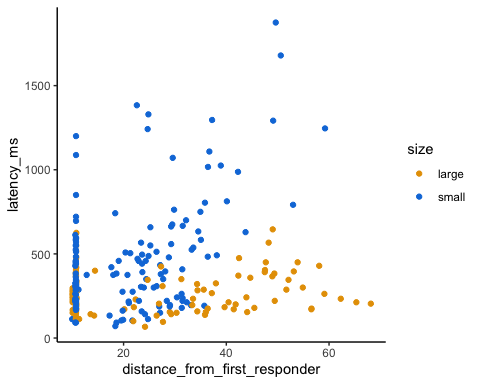 1500
1000
500
0
latency_ms
20
40
60
distance_from_first_responder
size
large
small